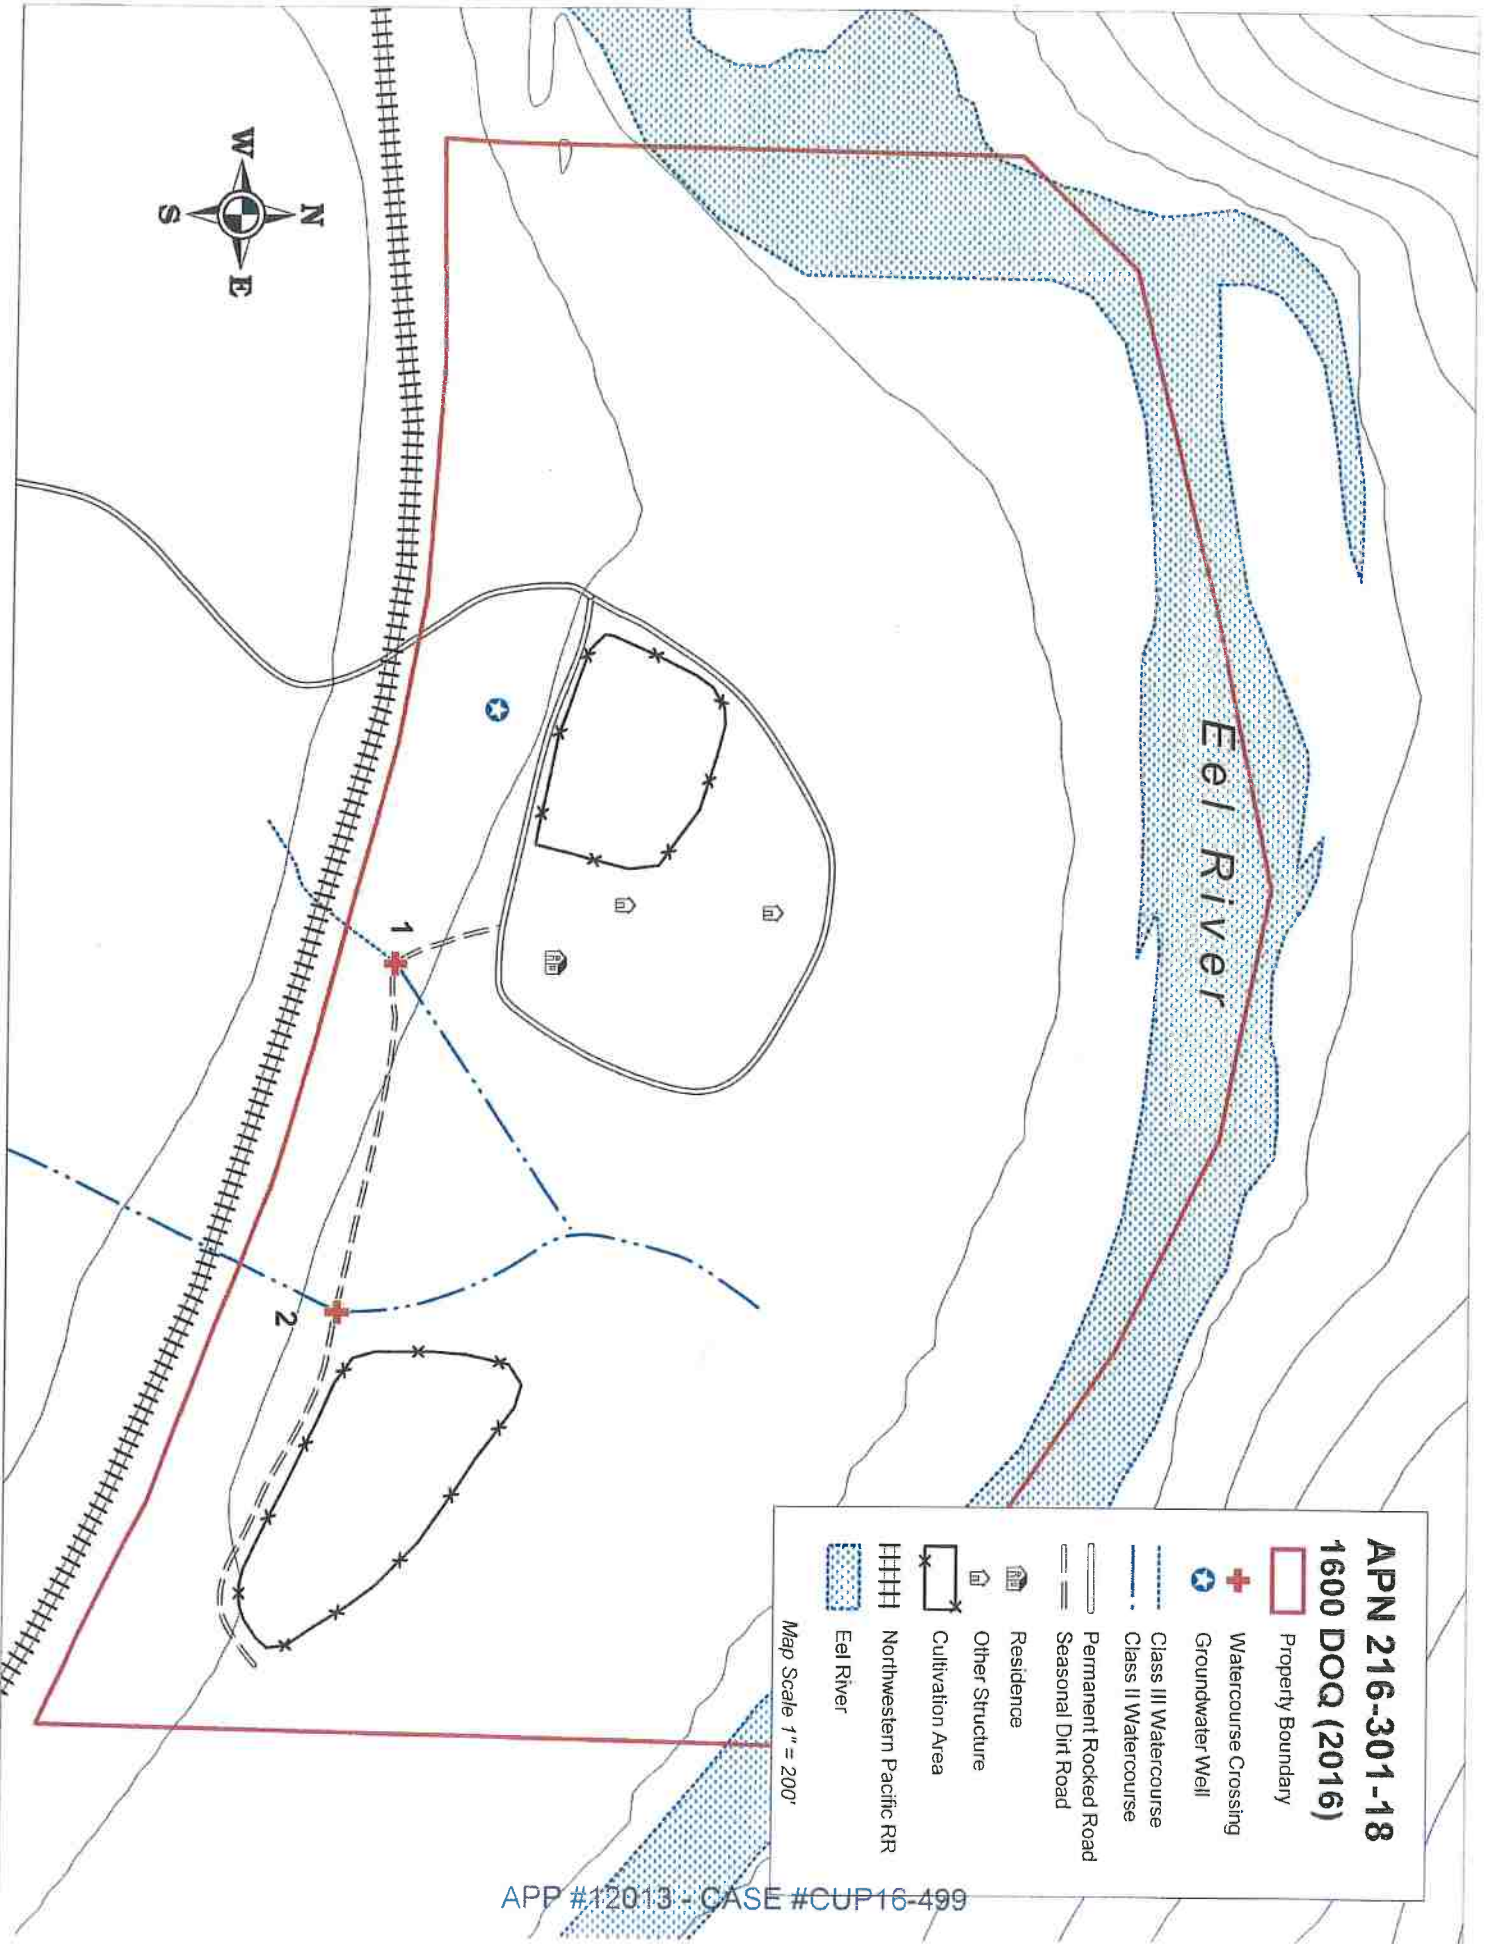 APN 216-301-18
1600 DOQ (2016)
Property Boundary
Watercourse Crossing
Groundwater Well
Class III Watercourse
Class II Watercourse
Permanent Rocked Road
Seasonal Dirt Road
Residence
Other Structure
Cultivation Area
Northwestern Pacific RR
Eel River
Map Scale 1" = 200'
Eel River
1
2
N
W
E
S
APP #12013 - CASE #CUP16-499